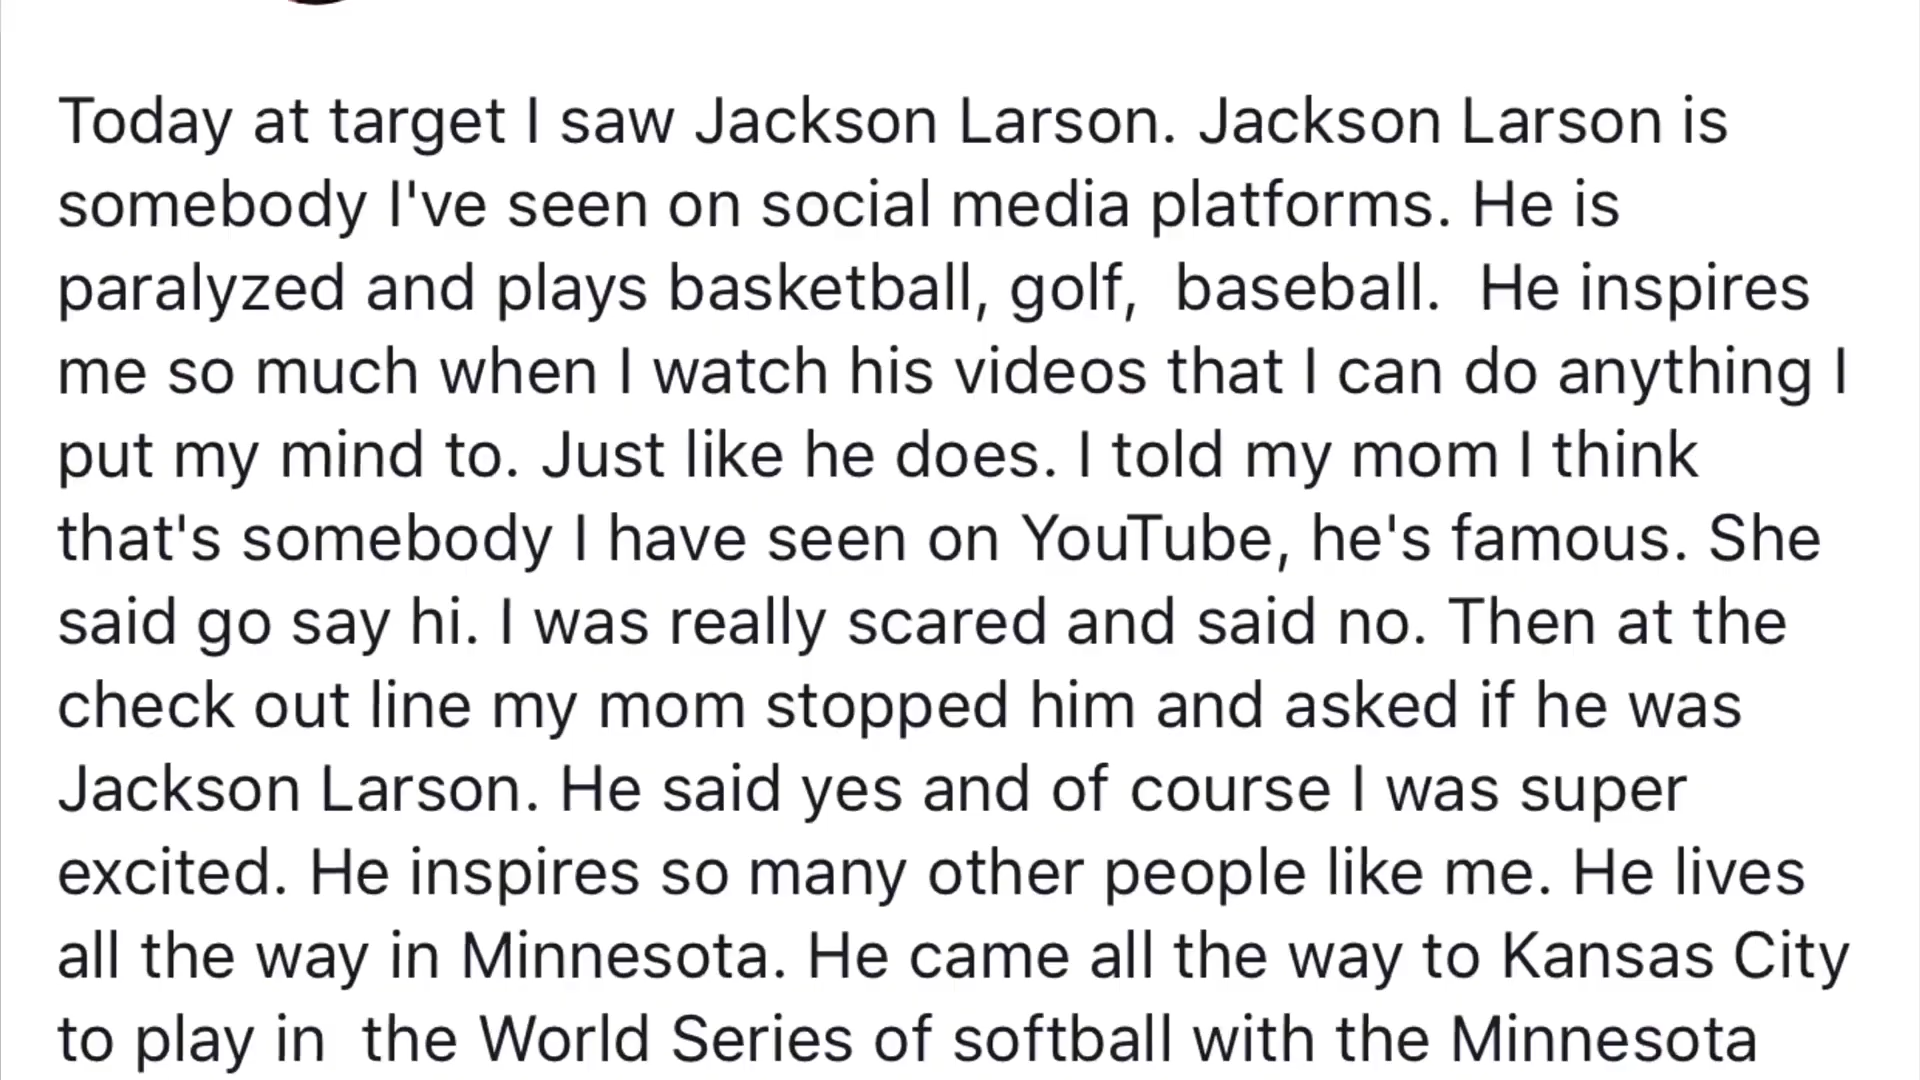 Today at target I saw Jackson Larson. Jackson Larson is
somebody I've seen on social media platforms. He is
paralyzed and plays basketball, golf,  baseball.  He inspires
me so much when I watch his videos that I can do anything I
put my mind to. Just like he does. I told my mom I think
that's somebody I have seen on YouTube, he's famous. She
said go say hi. I was really scared and said no. Then at the
check out line my mom stopped him and asked if he was
Jackson Larson. He said yes and of course I was super
excited. He inspires so many other people like me. He lives
all the way in Minnesota. He came all the way to Kansas City
to play in  the World Series of softball with the Minnesota